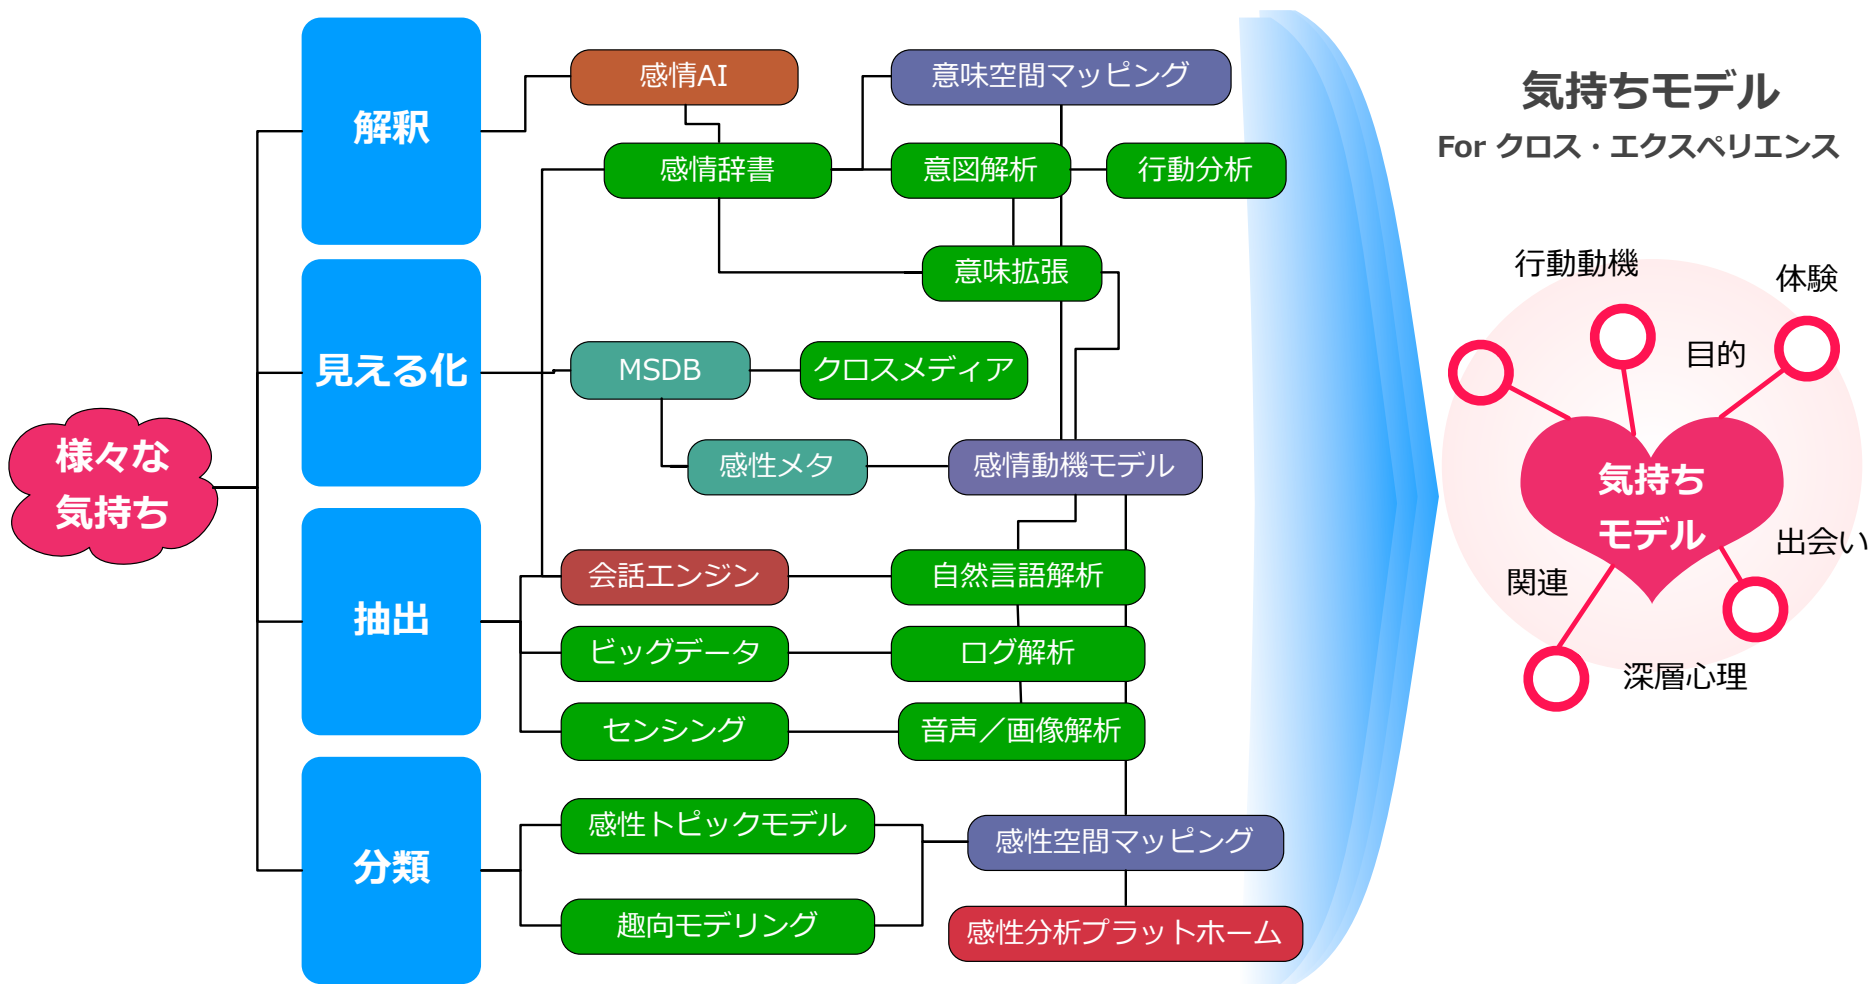 様々な
気持ち
解釈
見える化
抽出
分類
感情AI
意味空間マッピング
感情辞書
意図解析
行動分析
意味拡張
MSDB
クロスメディア
感性メタ
感情動機モデル
会話エンジン
自然言語解析
ビッグデータ
ログ解析
センシング
音声／画像解析
感性トピックモデル
感性空間マッピング
趣向モデリング
感性分析プラットホーム
気持ちモデル
For クロス・エクスペリエンス
行動動機
体験
目的
気持ち
モデル
出会い
関連
深層心理